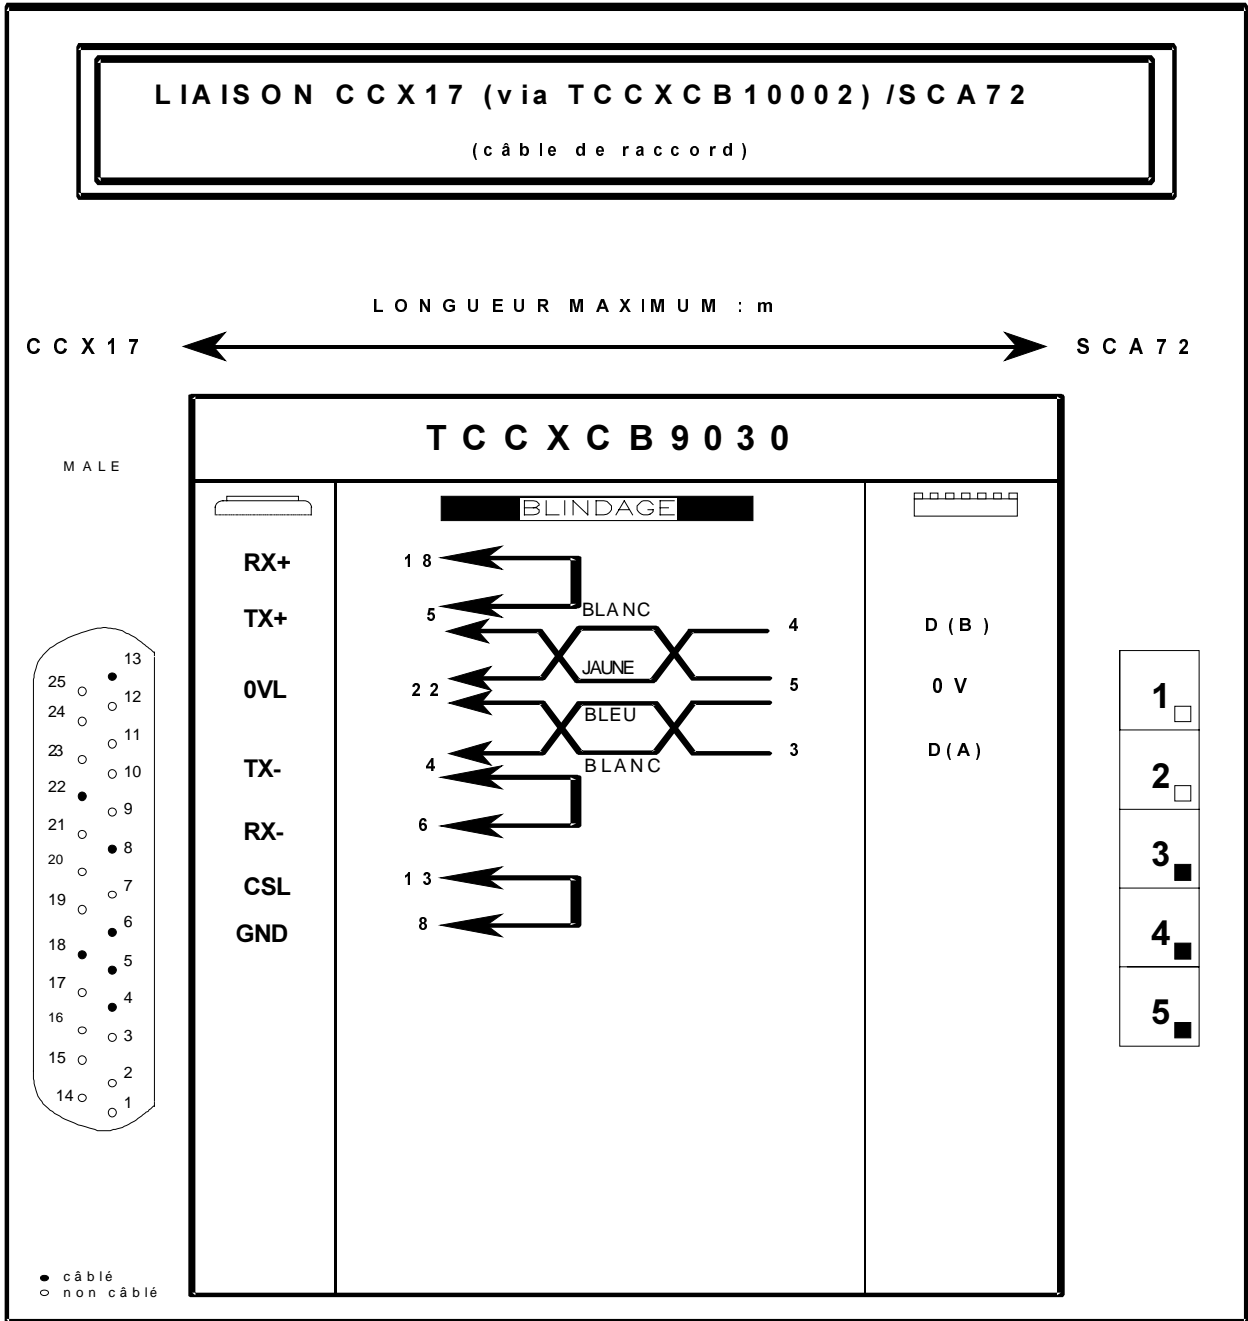 LIAISON CCX17 (via TCCXCB10002) /SCA72
(câble de raccord)
LONGUEUR MAXIMUM : m
CCX17
SCA72
TCCXCB9030
MALE
BLINDAGE
RX+ 18
TX+ 5 BLANC 4 D(B)
JAUNE
0VL 22 5 0 V
BLEU
TX- 4 BLANC 3 D(A)
RX- 6
CSL 13
GND 8
13
25
12
24
11
23
10
22
9
21
8
20
7
19
6
18
5
17
4
16
3
15
2
14
1
1
2
3
4
5
câblé
non câblé